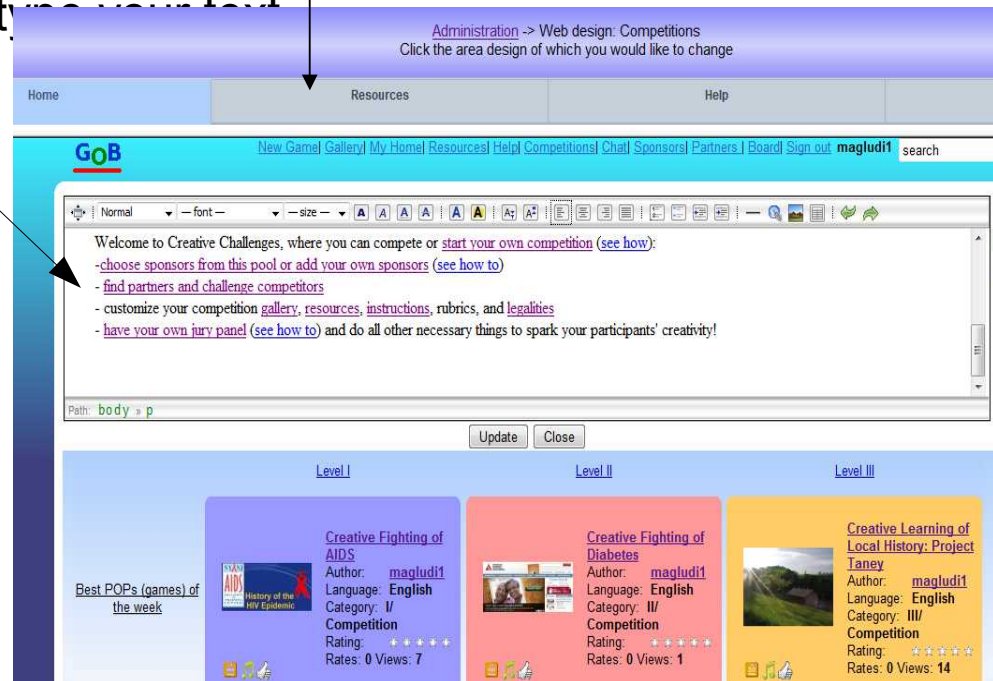 type your text
Administration -> Web design: Competitions
Click the area design of which you would like to change
Home Resources Help
GOB
New Game| Gallery| My Home| Resources| Help| Competitions| Chat| Sponsors| Partners | Board| Sign out magludi1 search
Normal — font — — size —
Welcome to Creative Challenges, where you can compete or start your own competition (see how):
-choose sponsors from this pool or add your own sponsors (see how to)
- find partners and challenge competitors
- customize your competition gallery, resources, instructions, rubrics, and legalities
- have your own jury panel (see how to) and do all other necessary things to spark your participants' creativity!
Path: body » p
Update Close
Level I Level II Level III
Best POPs (games) of
the week
AIDS
History of the
HIV Epidemic
Creative Fighting of
AIDS
Author: magludi1
Language: English
Category: I/
Competition
Rating:
Rates: 0 Views: 7
Creative Fighting of
Diabetes
Author: magludi1
Language: English
Category: II/
Competition
Rating:
Rates: 0 Views: 1
Creative Learning of
Local History: Project
Taney
Author: magludi1
Language: English
Category: III/
Competition
Rating:
Rates: 0 Views: 14